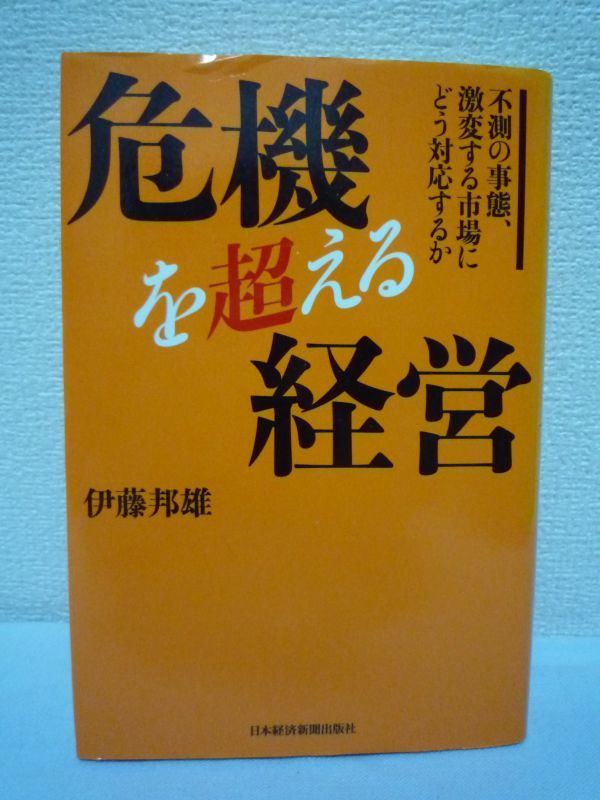 危機
を超える
経営
不測の事態、
激変する市場に
どう対応するか
伊藤邦雄
日本経済新聞出版社